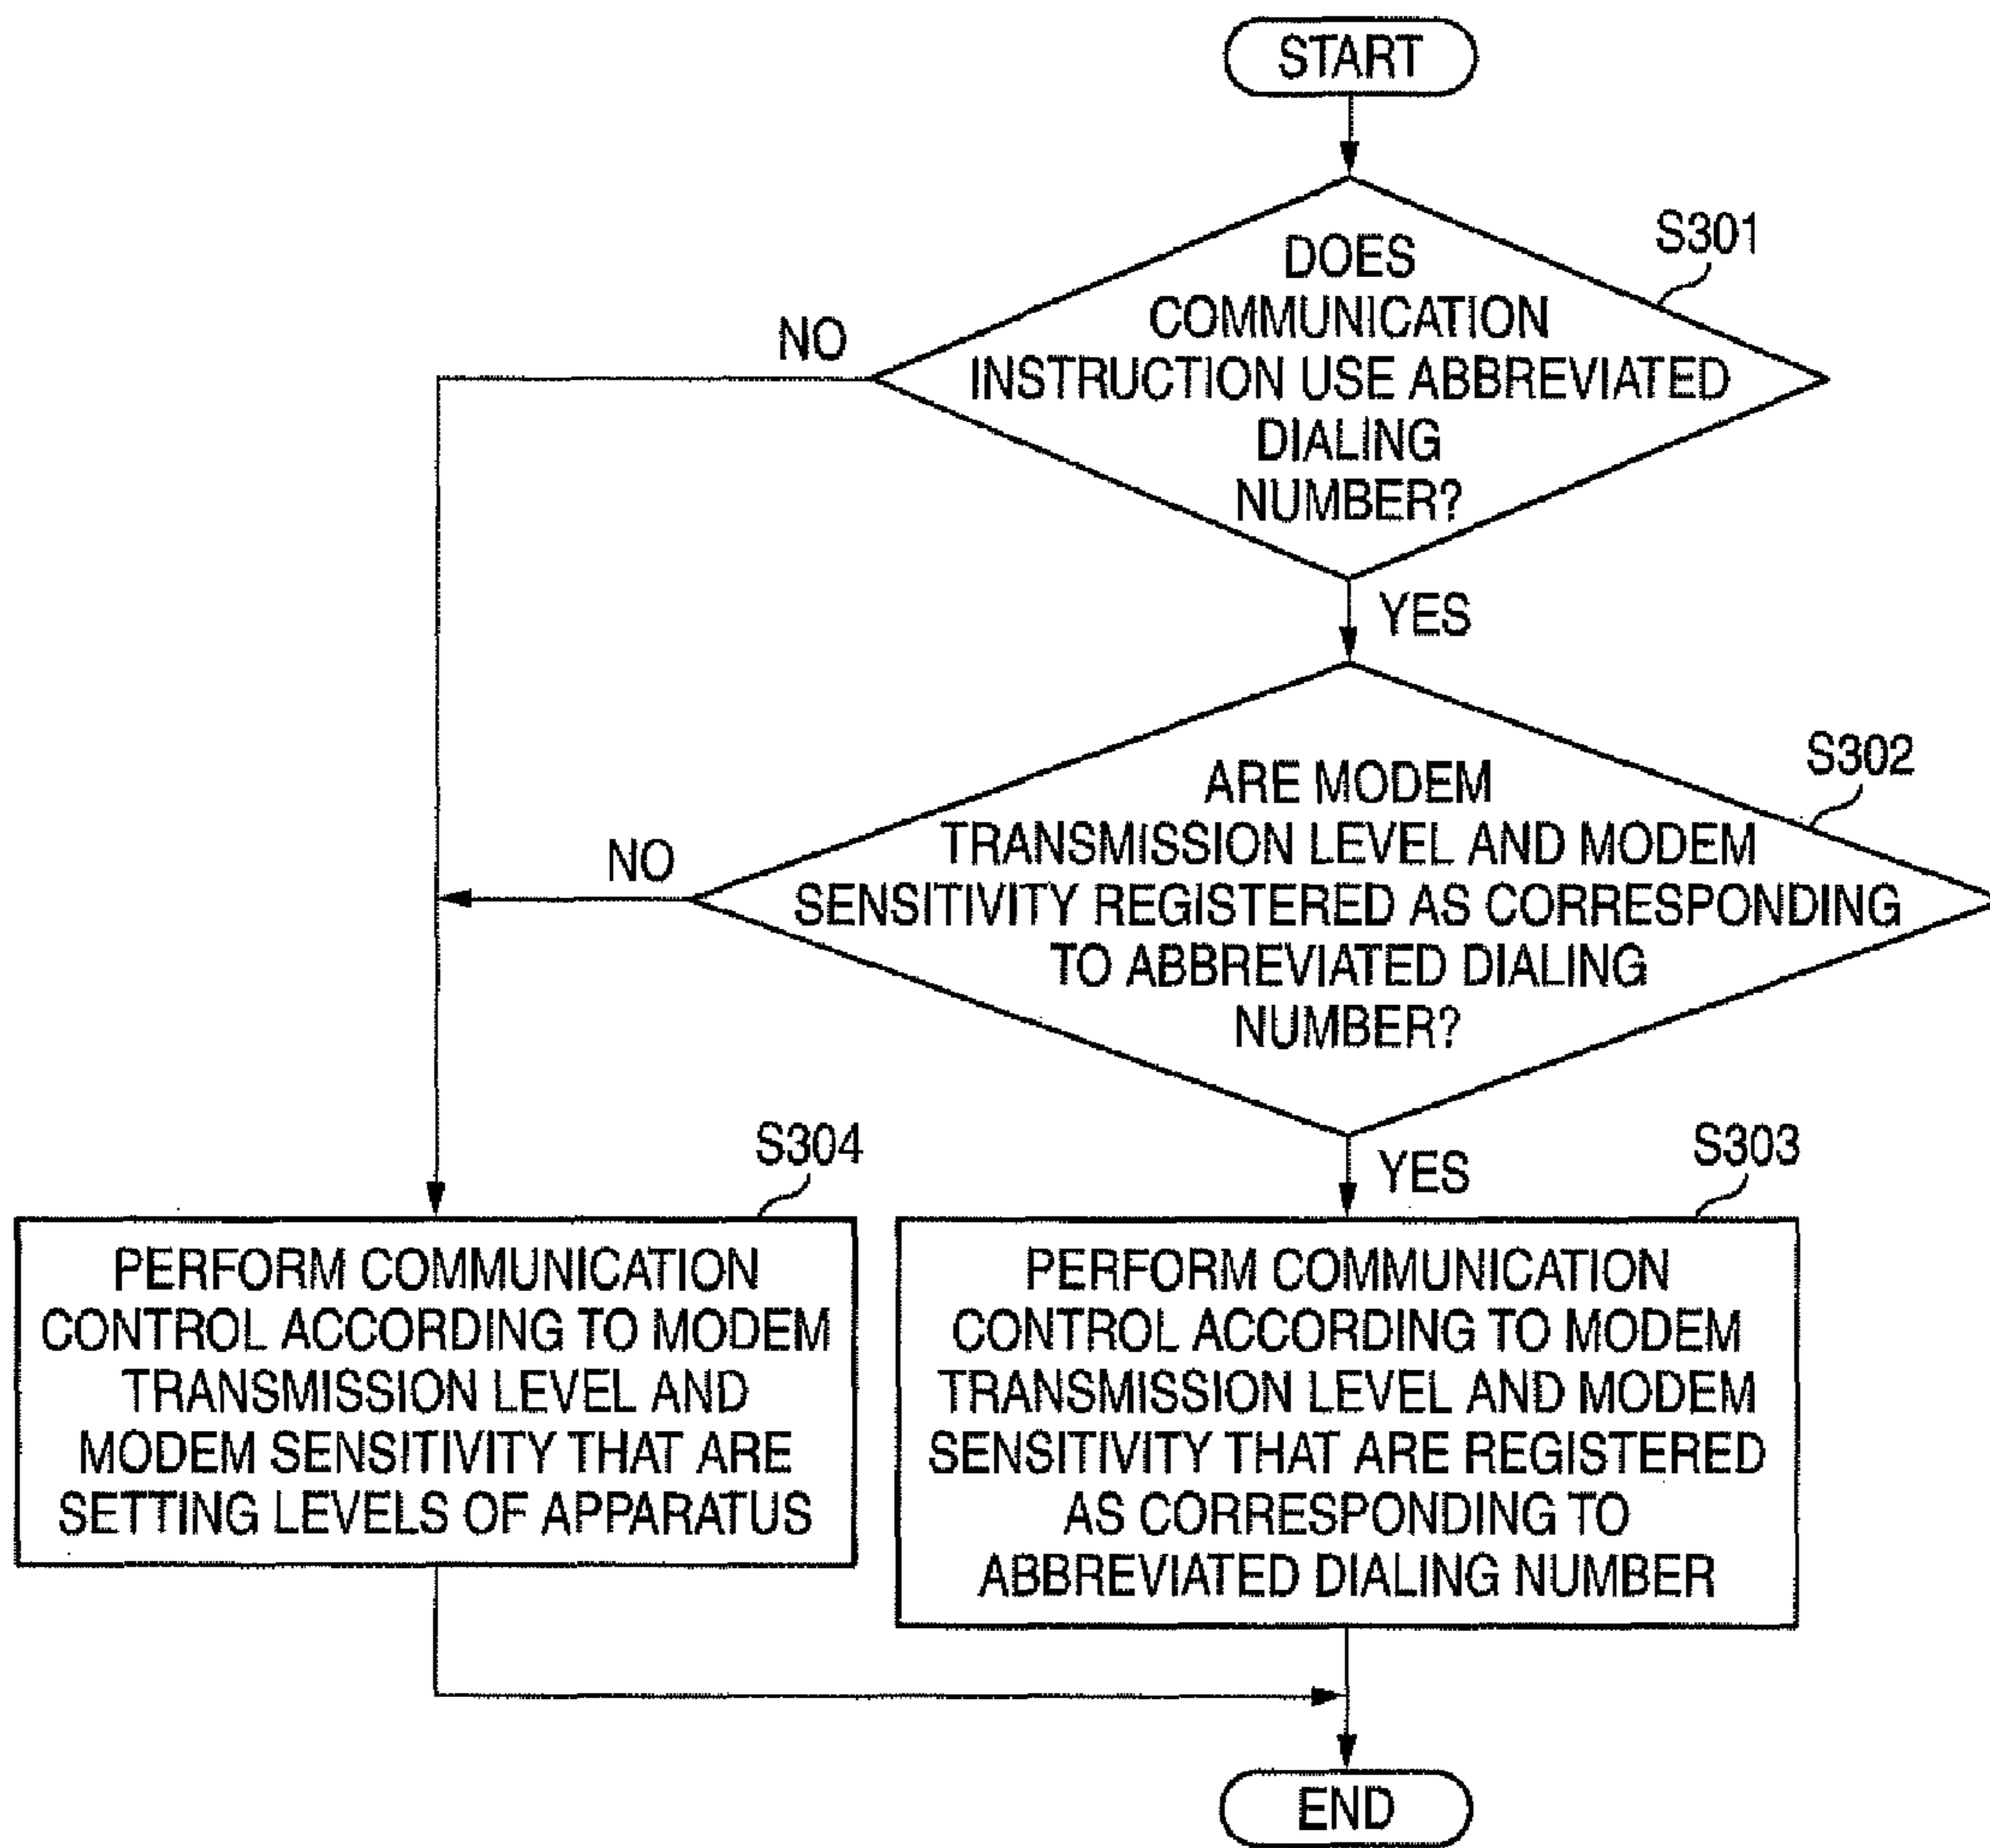 START
S301
DOES
COMMUNICATION
INSTRUCTION USE ABBREVIATED
DIALING
NUMBER?
NO
YES
S302
ARE MODEM
TRANSMISSION LEVEL AND MODEM
SENSITIVITY REGISTERED AS CORRESPONDING
TO ABBREVIATED DIALING
NUMBER?
NO
YES
S304
PERFORM COMMUNICATION
CONTROL ACCORDING TO MODEM
TRANSMISSION LEVEL AND
MODEM SENSITIVITY THAT ARE
SETTING LEVELS OF APPARATUS
S303
PERFORM COMMUNICATION
CONTROL ACCORDING TO MODEM
TRANSMISSION LEVEL AND MODEM
SENSITIVITY THAT ARE REGISTERED
AS CORRESPONDING TO
ABBREVIATED DIALING NUMBER
END